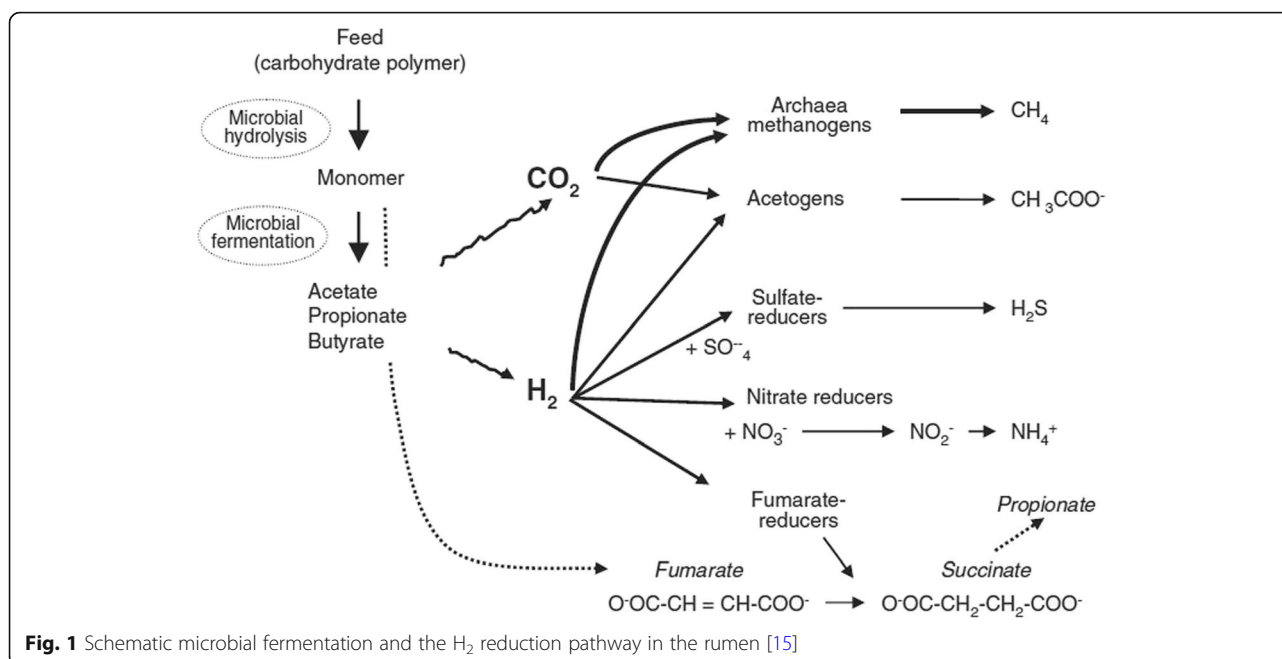 Feed
(carbohydrate polymer)
Microbial
hydrolysis
Monomer
Microbial
fermentation
Acetate
Propionate
Butyrate
CO₂
H₂
Archaea
methanogens
CH₄
Acetogens
CH₃COO⁻
Sulfate-
reducers
H₂S
+ SO⁻⁻₄
Nitrate reducers
+ NO₃⁻
NO₂⁻
NH₄⁺
Fumarate-
reducers
Propionate
Fumarate
Succinate
O⁻OC-CH = CH-COO⁻
O⁻OC-CH₂-CH₂-COO⁻
Fig. 1 Schematic microbial fermentation and the H₂ reduction pathway in the rumen [15]